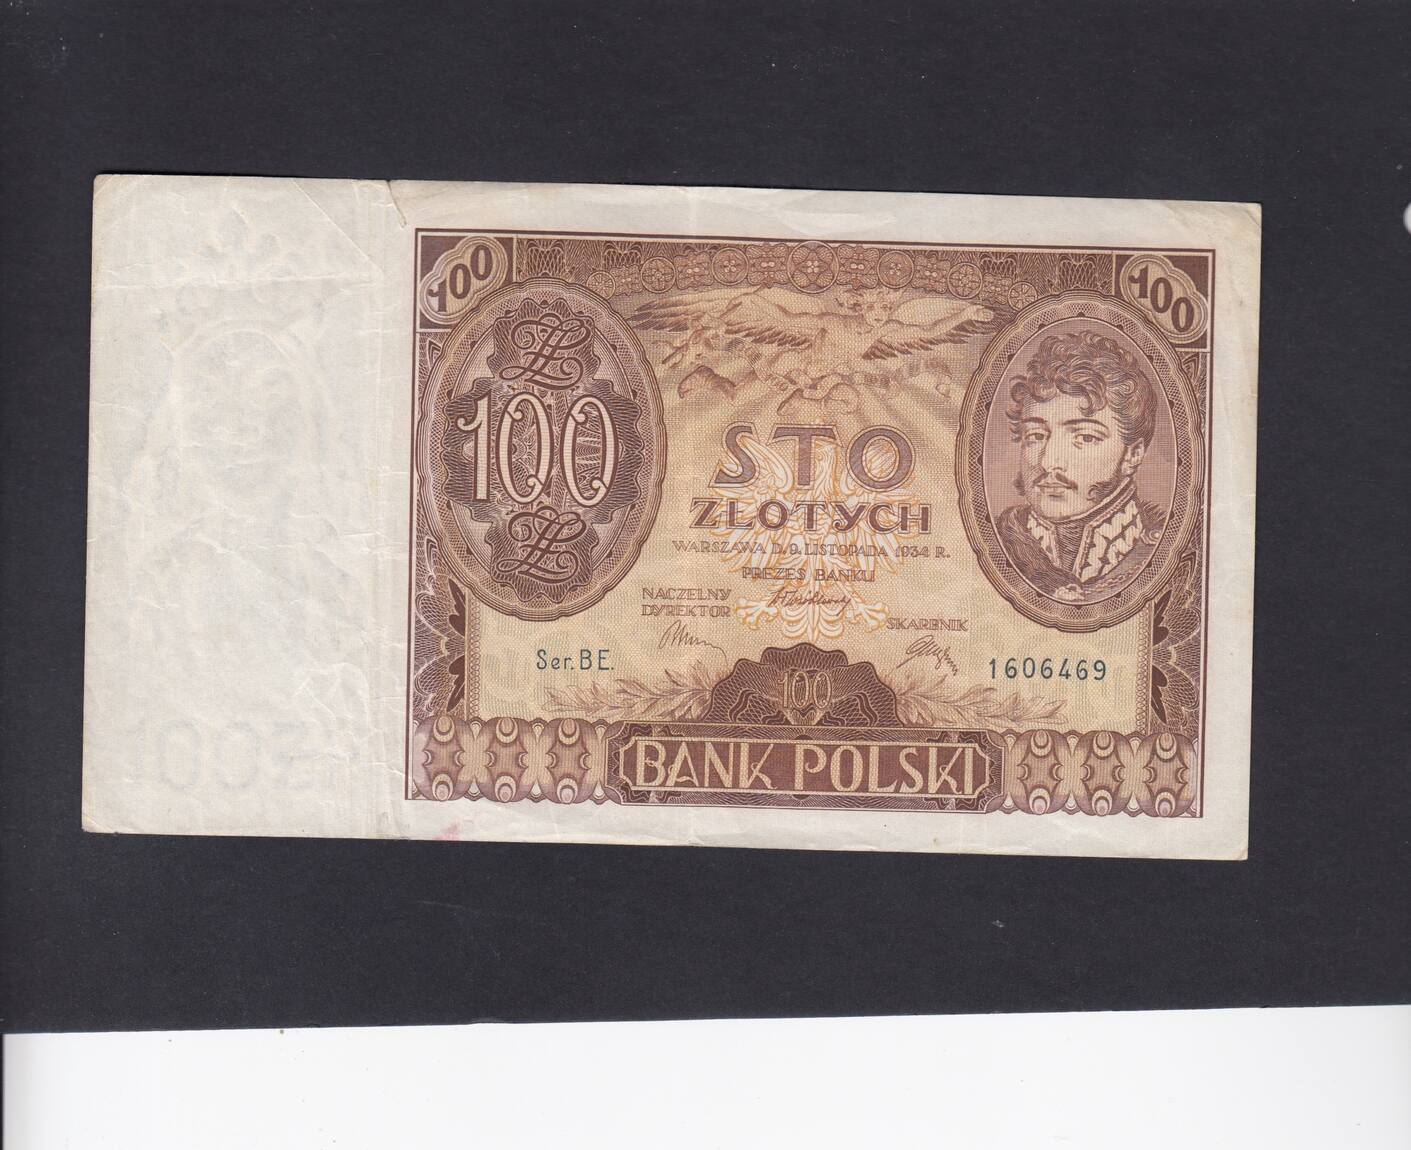 100
100
100
STO
ZŁOTYCH
WARSZAWA D. 9. LISTOPADA 1934 R.
PREZES BANKU
NACZELNY
DYREKTOR
SKARBNIK
Ser. BE.
1606469
100
BANK POLSKI